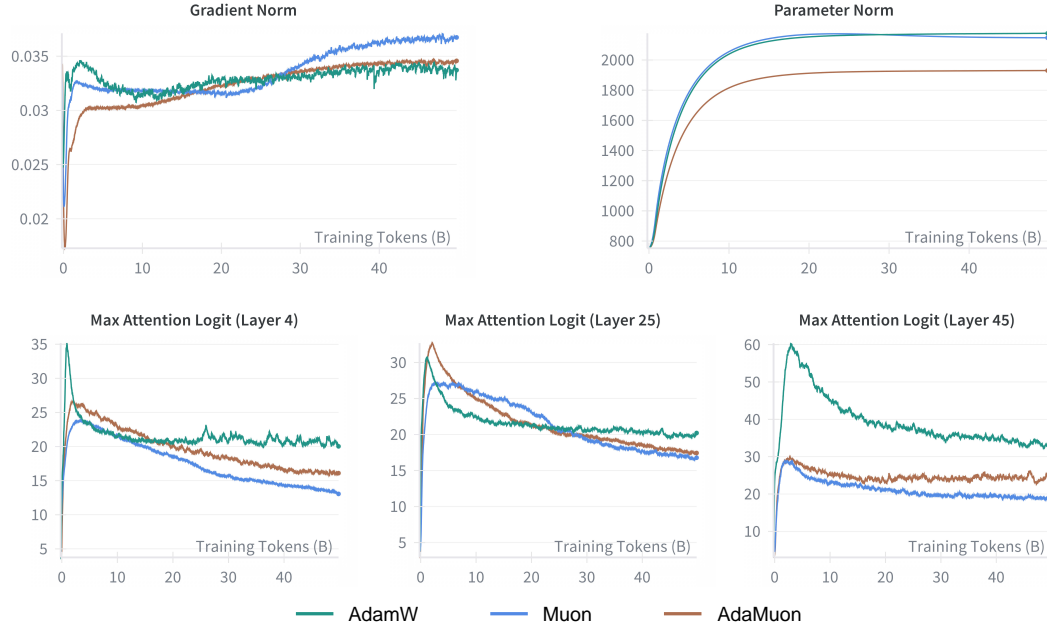 Gradient Norm
0.035
0.03
0.025
0.02
Training Tokens (B)
0 10 20 30 40
Parameter Norm
2000
1800
1600
1400
1200
1000
800
Training Tokens (B)
0 10 20 30 40
Max Attention Logit (Layer 4)
35
30
25
20
15
10
5
Training Tokens (B)
0 10 20 30 40
Max Attention Logit (Layer 25)
30
25
20
15
10
5
Training Tokens (B)
0 10 20 30 40
Max Attention Logit (Layer 45)
60
50
40
30
20
10
Training Tokens (B)
0 10 20 30 40
AdamW Muon AdaMuon